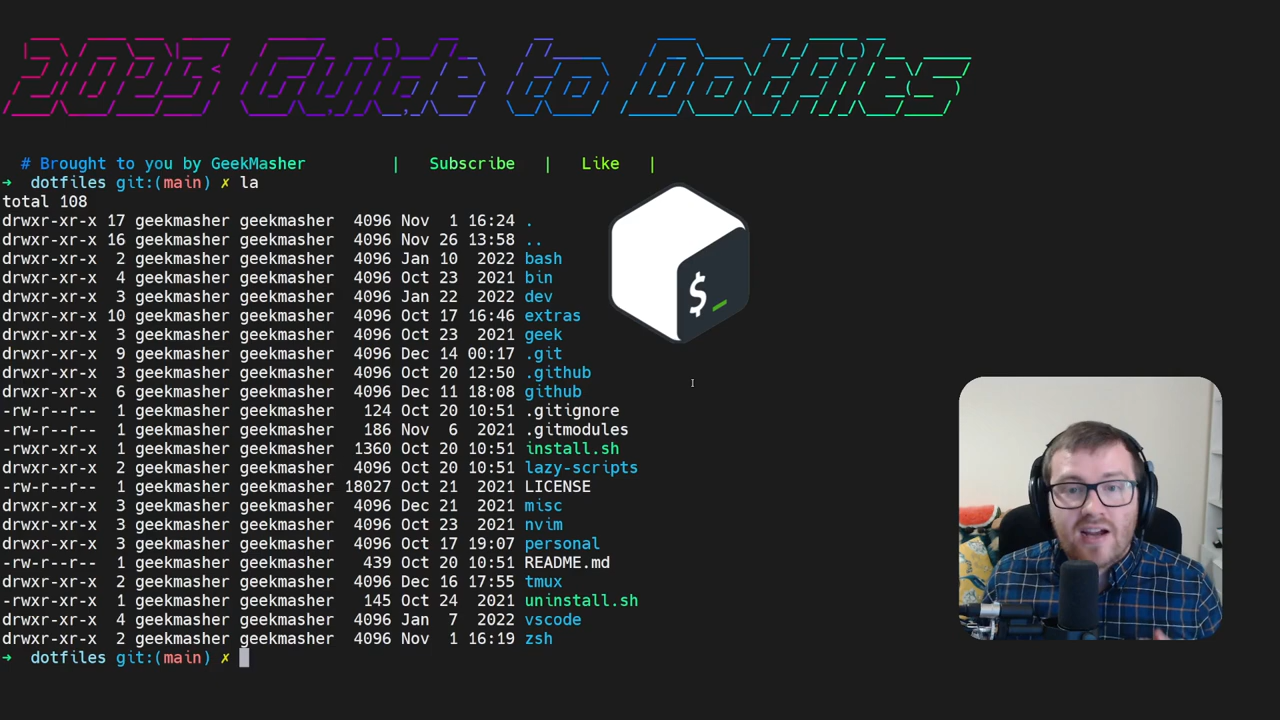 2023 Guide to Dotfiles
# Brought to you by GeekMasher | Subscribe | Like |
➜ dotfiles git:(main) ✗ la
total 108
drwxr-xr-x 17 geekmasher geekmasher 4096 Nov 1 16:24 .
drwxr-xr-x 16 geekmasher geekmasher 4096 Nov 26 13:58 ..
drwxr-xr-x 2 geekmasher geekmasher 4096 Jan 10 2022 bash
drwxr-xr-x 4 geekmasher geekmasher 4096 Oct 23 2021 bin
drwxr-xr-x 3 geekmasher geekmasher 4096 Jan 22 2022 dev
drwxr-xr-x 10 geekmasher geekmasher 4096 Oct 17 16:46 extras
drwxr-xr-x 3 geekmasher geekmasher 4096 Oct 23 2021 geek
drwxr-xr-x 9 geekmasher geekmasher 4096 Dec 14 00:17 .git
drwxr-xr-x 3 geekmasher geekmasher 4096 Oct 20 12:50 .github
drwxr-xr-x 6 geekmasher geekmasher 4096 Dec 11 18:08 github
-rw-r--r-- 1 geekmasher geekmasher 124 Oct 20 10:51 .gitignore
-rw-r--r-- 1 geekmasher geekmasher 186 Nov 6 2021 .gitmodules
-rwxr-xr-x 1 geekmasher geekmasher 1360 Oct 20 10:51 install.sh
drwxr-xr-x 2 geekmasher geekmasher 4096 Oct 20 10:51 lazy-scripts
-rw-r--r-- 1 geekmasher geekmasher 18027 Oct 21 2021 LICENSE
drwxr-xr-x 3 geekmasher geekmasher 4096 Dec 21 2021 misc
drwxr-xr-x 3 geekmasher geekmasher 4096 Oct 23 2021 nvim
drwxr-xr-x 3 geekmasher geekmasher 4096 Oct 17 19:07 personal
-rw-r--r-- 1 geekmasher geekmasher 439 Oct 20 10:51 README.md
drwxr-xr-x 2 geekmasher geekmasher 4096 Dec 16 17:55 tmux
-rwxr-xr-x 1 geekmasher geekmasher 145 Oct 24 2021 uninstall.sh
drwxr-xr-x 4 geekmasher geekmasher 4096 Jan 7 2022 vscode
drwxr-xr-x 2 geekmasher geekmasher 4096 Nov 1 16:19 zsh
➜ dotfiles git:(main) ✗
$_